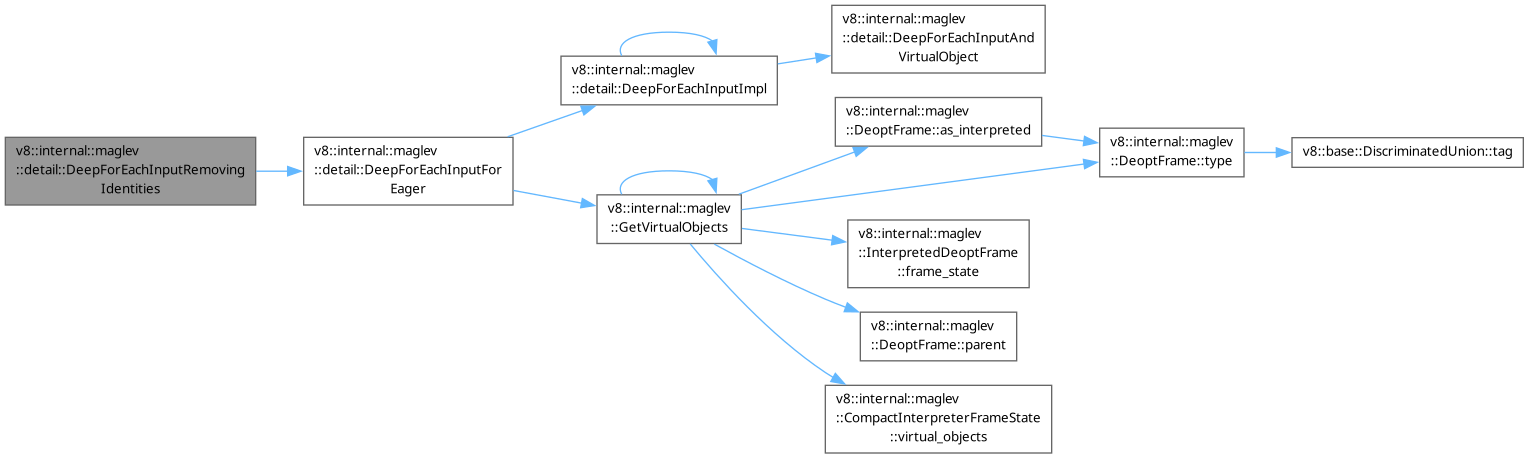 v8::internal::maglev
::detail::DeepForEachInputRemoving
Identities
v8::internal::maglev
::detail::DeepForEachInputFor
Eager
v8::internal::maglev
::detail::DeepForEachInputImpl
v8::internal::maglev
::detail::DeepForEachInputAnd
VirtualObject
v8::internal::maglev
::GetVirtualObjects
v8::internal::maglev
::DeoptFrame::as_interpreted
v8::internal::maglev
::DeoptFrame::type
v8::base::DiscriminatedUnion::tag
v8::internal::maglev
::InterpretedDeoptFrame
::frame_state
v8::internal::maglev
::DeoptFrame::parent
v8::internal::maglev
::CompactInterpreterFrameState
::virtual_objects